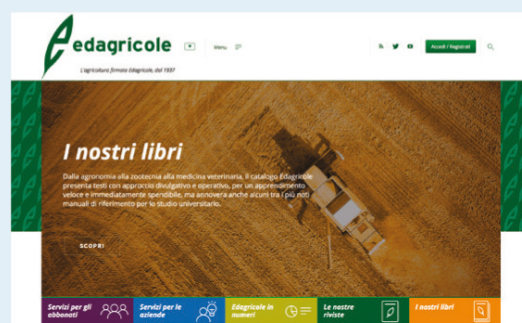 edagricole
Menu
Accedi / Registrati
L'agricoltura firmata Edagricole, dal 1937
I nostri libri
Dalla agronomia alla zootecnia alla medicina veterinaria, il catalogo Edagricole
presenta testi con approccio divulgativo e operativo, per un apprendimento
veloce e immediatamente spendibile, ma annovera anche alcuni tra i più noti
manuali di riferimento per lo studio universitario.
SCOPRI
Servizi per gli
abbonati
Servizi per le
aziende
Edagricole in
numeri
Le nostre
riviste
I nostri libri